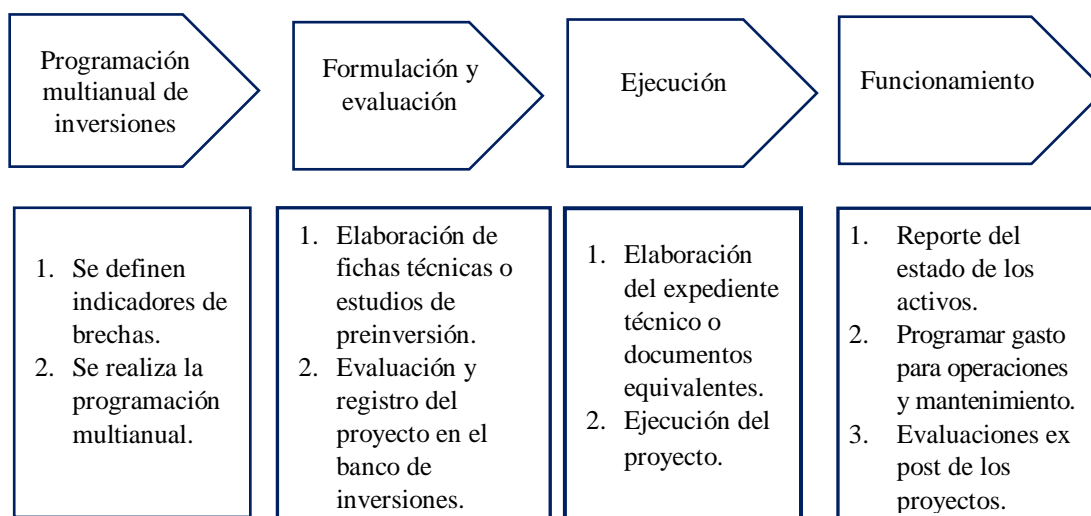 Programación
multianual de
inversiones
Formulación y
evaluación
Ejecución
Funcionamiento
1. Se definen
indicadores de
brechas.
2. Se realiza la
programación
multianual.
1. Elaboración de
fichas técnicas o
estudios de
preinversión.
2. Evaluación y
registro del
proyecto en el
banco de
inversiones.
1. Elaboración
del expediente
técnico o
documentos
equivalentes.
2. Ejecución del
proyecto.
1. Reporte del
estado de los
activos.
2. Programar gasto
para operaciones
y mantenimiento.
3. Evaluaciones ex
post de los
proyectos.